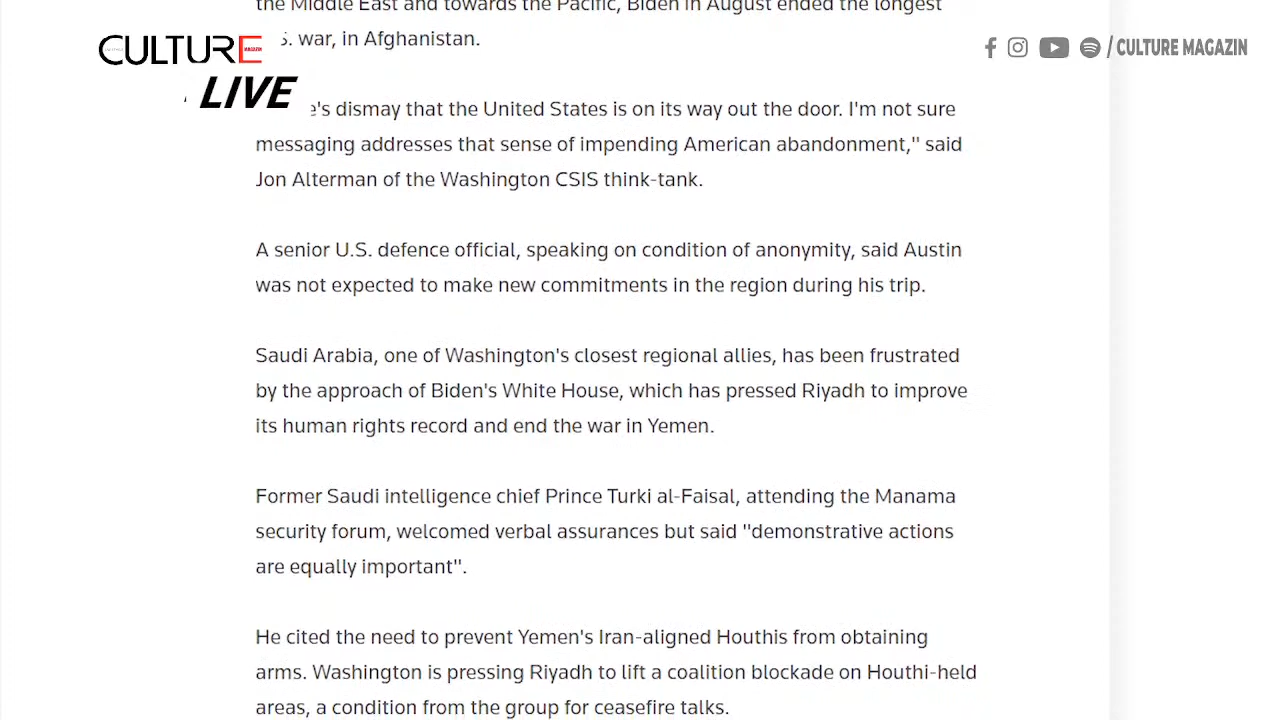 the Middle East and towards the Pacific, Biden in August ended the longest
CULTURE
MAGAZIN
S. war, in Afghanistan.
/ CULTURE MAGAZIN
LIVE
e's dismay that the United States is on its way out the door. I'm not sure
messaging addresses that sense of impending American abandonment," said
Jon Alterman of the Washington CSIS think-tank.
A senior U.S. defence official, speaking on condition of anonymity, said Austin
was not expected to make new commitments in the region during his trip.
Saudi Arabia, one of Washington's closest regional allies, has been frustrated
by the approach of Biden's White House, which has pressed Riyadh to improve
its human rights record and end the war in Yemen.
Former Saudi intelligence chief Prince Turki al-Faisal, attending the Manama
security forum, welcomed verbal assurances but said "demonstrative actions
are equally important".
He cited the need to prevent Yemen's Iran-aligned Houthis from obtaining
arms. Washington is pressing Riyadh to lift a coalition blockade on Houthi-held
areas, a condition from the group for ceasefire talks.